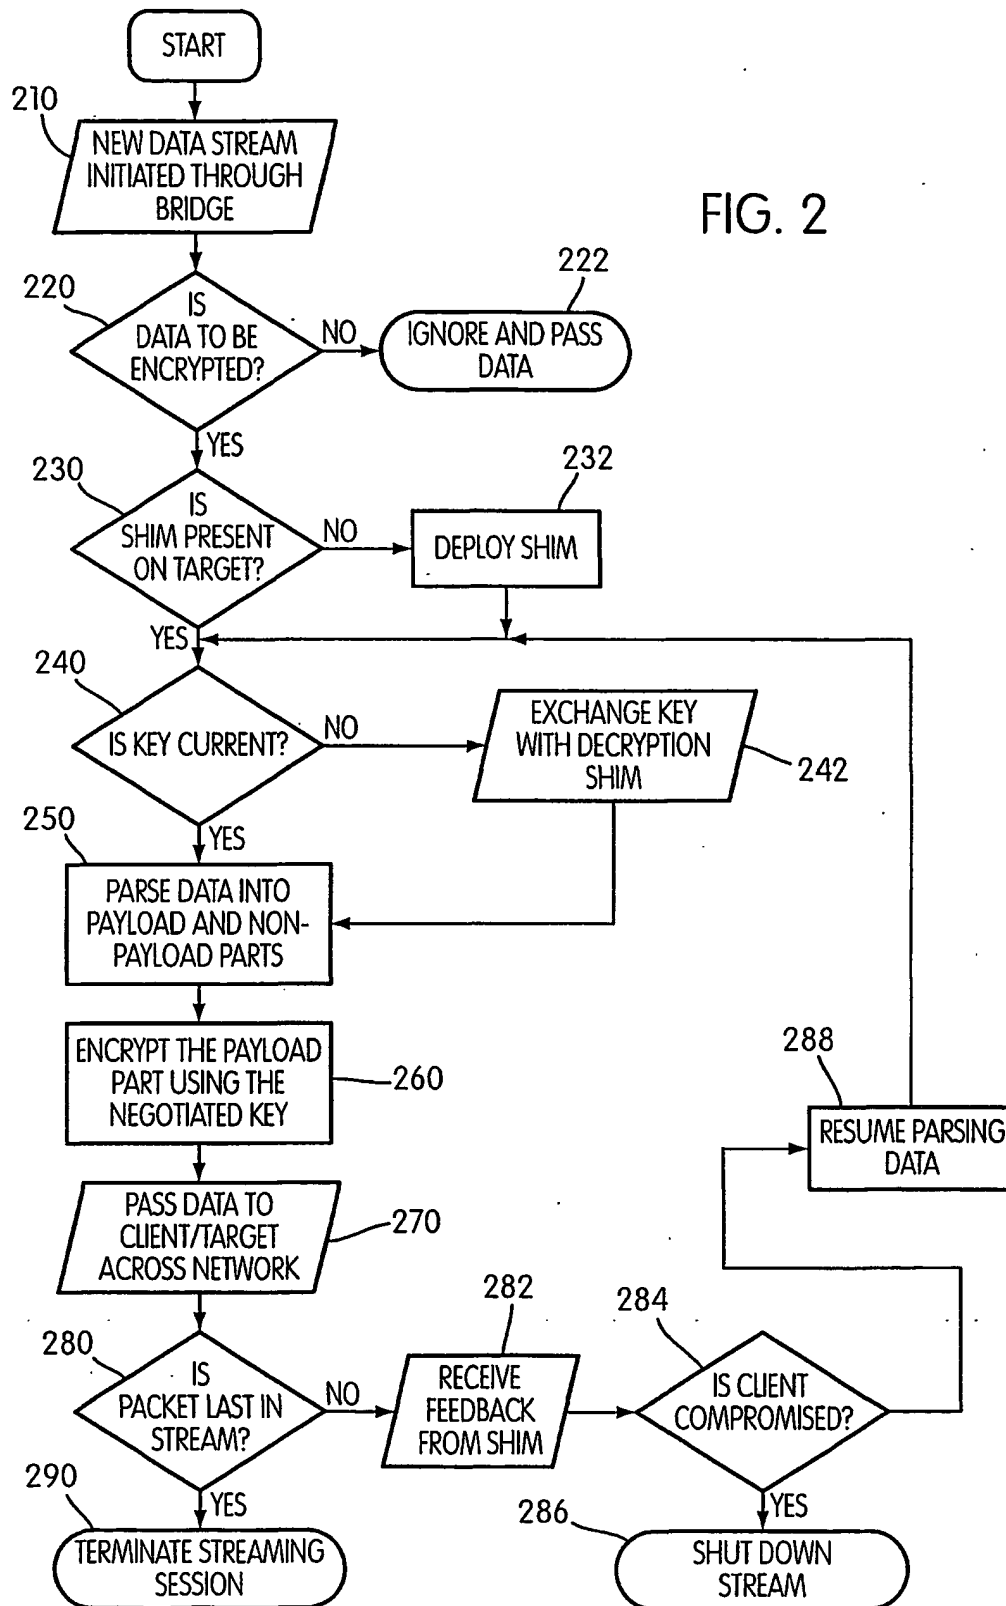 START
210
NEW DATA STREAM
INITIATED THROUGH
BRIDGE
FIG. 2
220
IS
DATA TO BE
ENCRYPTED?
NO
222
IGNORE AND PASS
DATA
YES
230
IS
SHIM PRESENT
ON TARGET?
NO
232
DEPLOY SHIM
YES
240
IS KEY CURRENT?
NO
EXCHANGE KEY
WITH DECRYPTION
SHIM
242
YES
250
PARSE DATA INTO
PAYLOAD AND NON-
PAYLOAD PARTS
ENCRYPT THE PAYLOAD
PART USING THE
NEGOTIATED KEY
260
288
RESUME PARSING
DATA
PASS DATA TO
CLIENT/TARGET
ACROSS NETWORK
270
280
IS
PACKET LAST IN
STREAM?
NO
282
RECEIVE
FEEDBACK
FROM SHIM
284
IS CLIENT
COMPROMISED?
YES
290
TERMINATE STREAMING
SESSION
YES
286
SHUT DOWN
STREAM